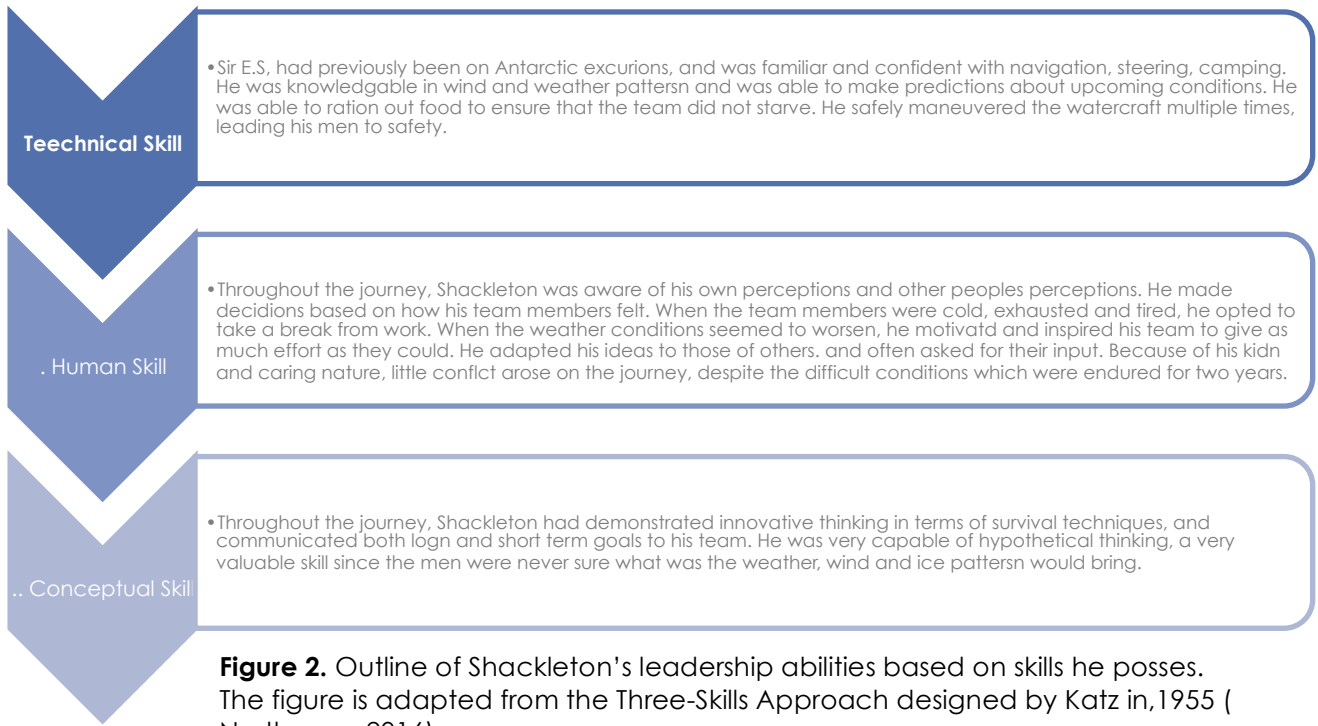 Teechnical Skill
•Sir E.S, had previously been on Antarctic excurions, and was familiar and confident with navigation, steering, camping.
He was knowledgable in wind and weather pattersn and was able to make predictions about upcoming conditions. He
was able to ration out food to ensure that the team did not starve. He safely maneuvered the watercraft multiple times,
leading his men to safety.
. Human Skill
•Throughout the journey, Shackleton was aware of his own perceptions and other peoples perceptions. He made
decidions based on how his team members felt. When the team members were cold, exhausted and tired, he opted to
take a break from work. When the weather conditions seemed to worsen, he motivatd and inspired his team to give as
much effort as they could. He adapted his ideas to those of others. and often asked for their input. Because of his kidn
and caring nature, little conflct arose on the journey, despite the difficult conditions which were endured for two years.
.. Conceptual Skill
•Throughout the journey, Shackleton had demonstrated innovative thinking in terms of survival techniques, and
communicated both logn and short term goals to his team. He was very capable of hypothetical thinking, a very
valuable skill since the men were never sure what was the weather, wind and ice pattersn would bring.
Figure 2. Outline of Shackleton’s leadership abilities based on skills he posses.
The figure is adapted from the Three-Skills Approach designed by Katz in,1955 (